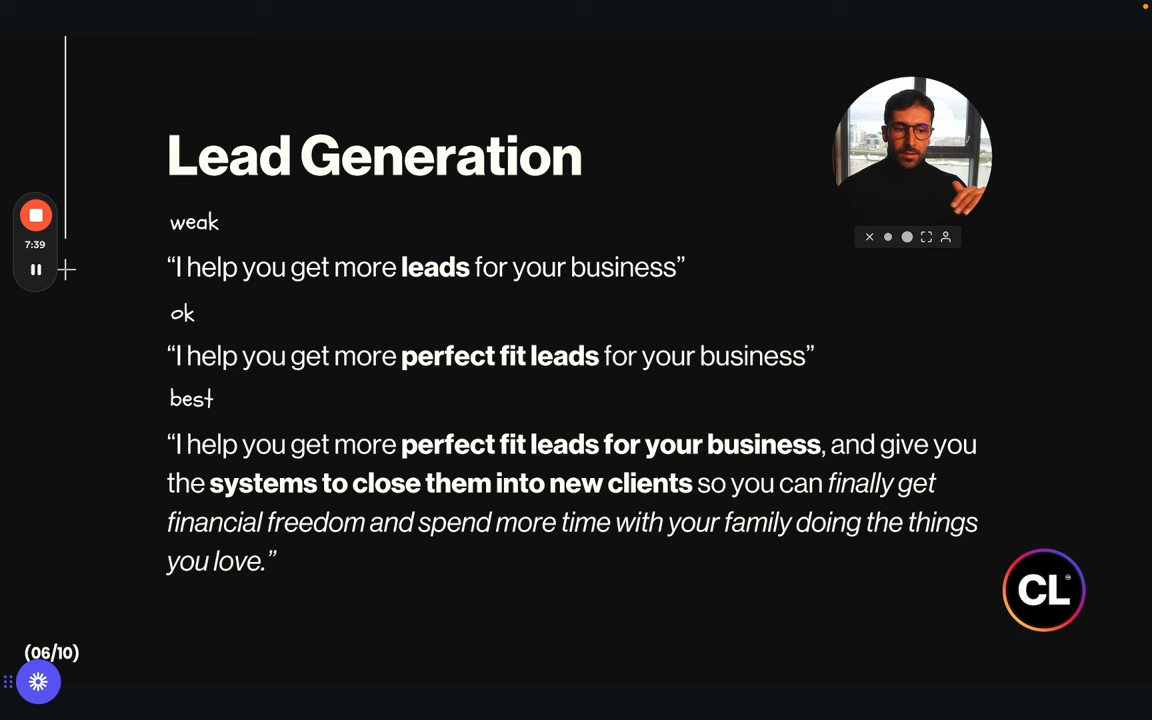 Lead Generation
weak
“I help you get more leads for your business”
7:39
ok
“I help you get more perfect fit leads for your business”
best
“I help you get more perfect fit leads for your business, and give you
the systems to close them into new clients so you can finally get
financial freedom and spend more time with your family doing the things
you love.”
CL
(06/10)